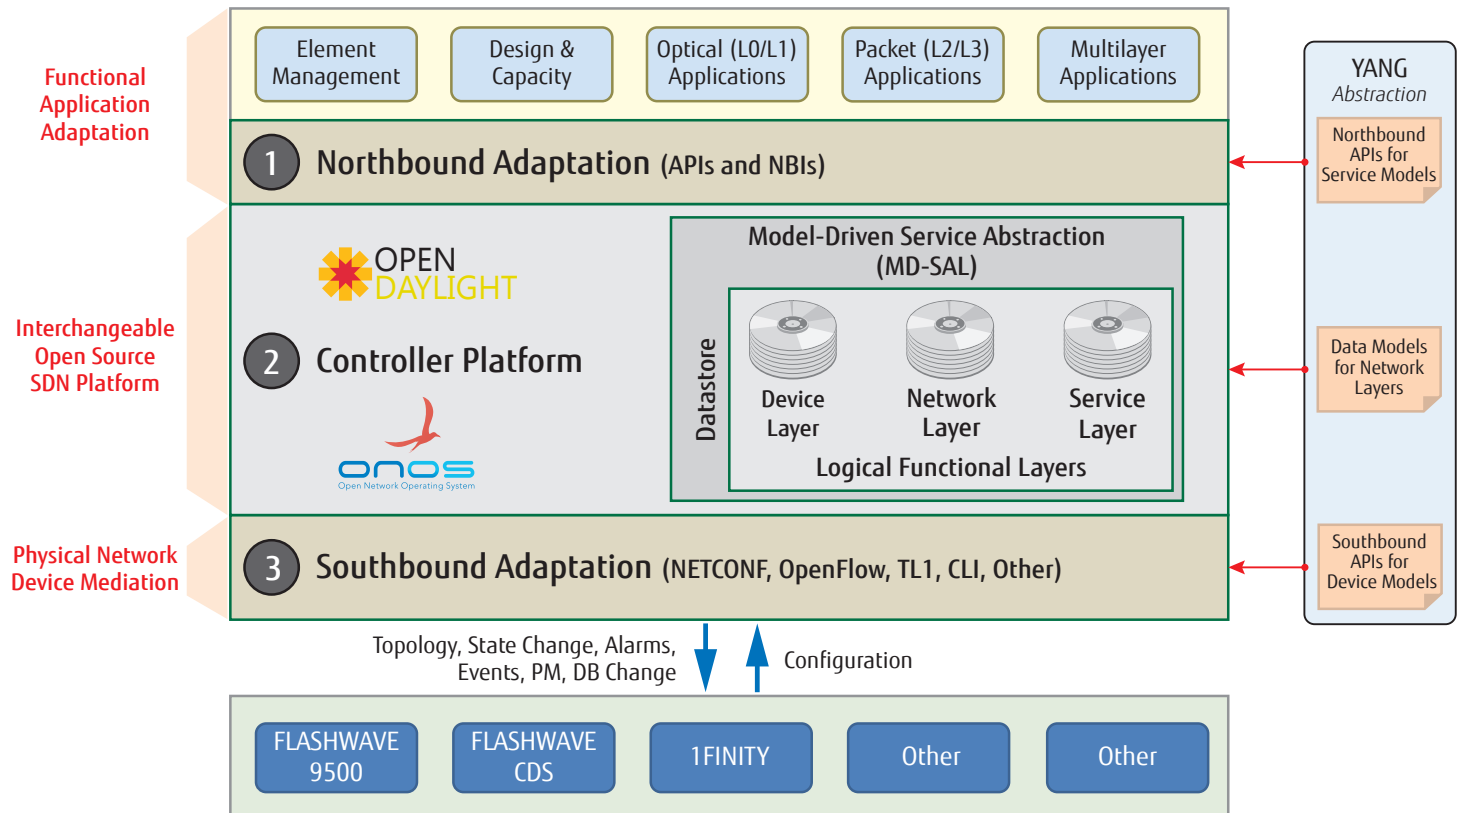 Element
Management
Design &
Capacity
Optical (L0/L1)
Applications
Packet (L2/L3)
Applications
Multilayer
Applications
Functional
Application
Adaptation
1 Northbound Adaptation (APIs and NBIs)
YANG
Abstraction
Northbound
APIs for
Service Models
Interchangeable
Open Source
SDN Platform
OPEN
DAYLIGHT
2 Controller Platform
onos
Open Network Operating System
Model-Driven Service Abstraction
(MD-SAL)
Datastore
Device
Layer
Network
Layer
Service
Layer
Logical Functional Layers
Data Models
for Network
Layers
Physical Network
Device Mediation
3 Southbound Adaptation (NETCONF, OpenFlow, TL1, CLI, Other)
Southbound
APIs for
Device Models
Topology, State Change, Alarms,
Events, PM, DB Change
Configuration
FLASHWAVE
9500
FLASHWAVE
CDS
1FINITY
Other
Other